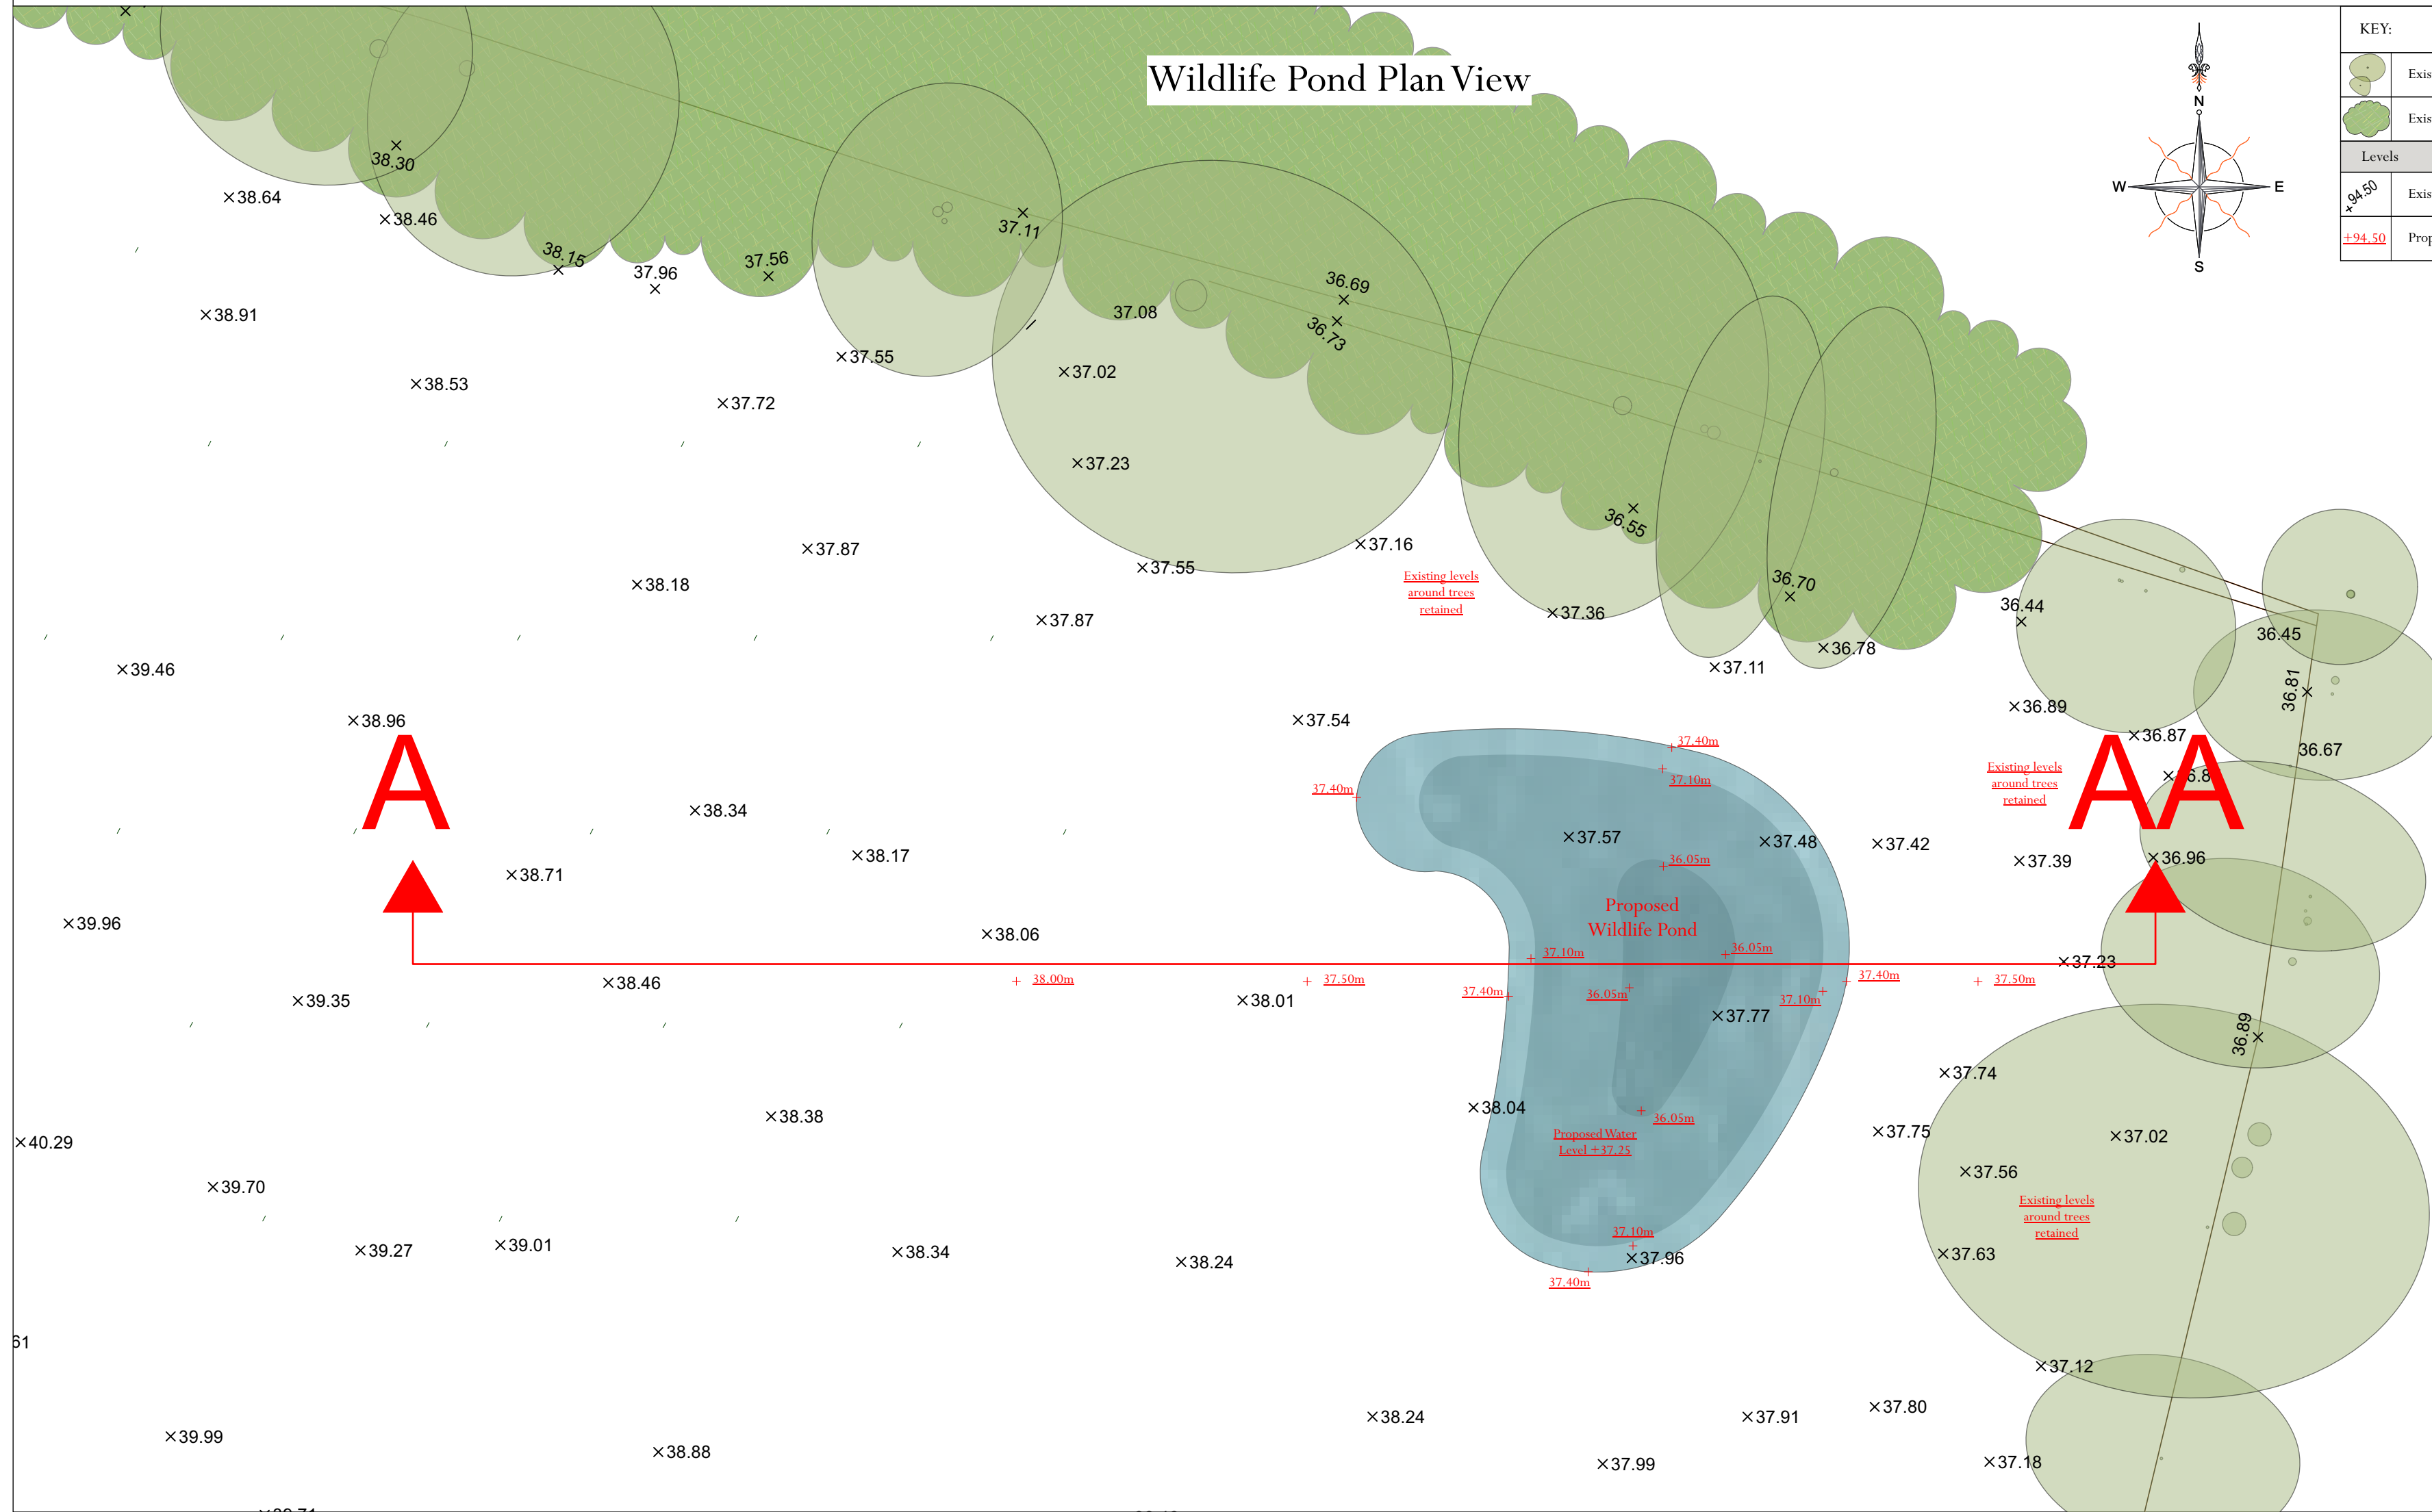 Wildlife Pond Plan View
KEY:
Levels
+94.50
+94.50
N
W
E
S
38.30
×38.64
×38.46
38.15
37.96
37.56
37.11
×38.91
37.08
36.69
36.73
×37.55
×37.02
×38.53
×37.72
×37.23
36.55
×37.16
×37.87
×37.55
×38.18
Existing levels
around trees
retained
36.70
×37.36
×37.87
36.44
36.45
×36.78
×37.11
×39.46
36.81
×36.89
×38.96
×37.54
×36.87
36.67
37.40m
37.10m
37.40m
Existing levels
around trees
retained
A
AA
×38.34
×37.57
×37.48
×37.42
×38.17
×37.39
×36.96
36.05m
×38.71
Proposed
Wildlife Pond
×39.96
×38.06
37.10m
36.05m
×37.23
×38.46
38.00m
37.50m
37.40m
36.05m
37.10m
37.40m
37.50m
×39.35
×38.01
×37.77
36.89
×37.74
×38.04
×38.38
36.05m
×37.75
×37.02
Proposed Water
Level +37.25
×40.29
×37.56
×39.70
Existing levels
around trees
retained
37.10m
×39.27
×39.01
×38.34
×38.24
×37.96
×37.63
37.40m
×37.12
×38.24
×37.91
×37.80
×39.99
×38.88
×37.99
×37.18